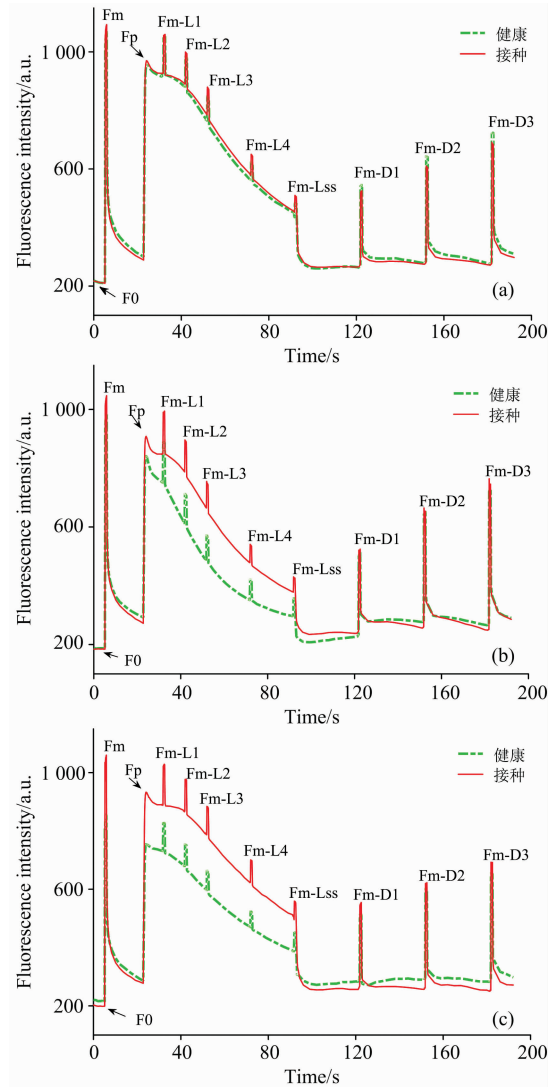 Fm
Fp
Fm-L1
Fm-L2
Fm-L3
Fm-L4
Fm-Lss
Fm-D1
Fm-D2
Fm-D3
健康
接种
1 000
600
200
F0
Fluorescence intensity/a.u.
0 40 80 120 160 200
Time/s
(a)
Fm
Fp
Fm-L1
Fm-L2
Fm-L3
Fm-L4
Fm-Lss
Fm-D1
Fm-D2
Fm-D3
健康
接种
1 000
600
200
F0
Fluorescence intensity/a.u.
0 40 80 120 160 200
Time/s
(b)
Fm
Fp
Fm-L1
Fm-L2
Fm-L3
Fm-L4
Fm-Lss
Fm-D1
Fm-D2
Fm-D3
健康
接种
1 000
600
200
F0
Fluorescence intensity/a.u.
0 40 80 120 160 200
Time/s
(c)